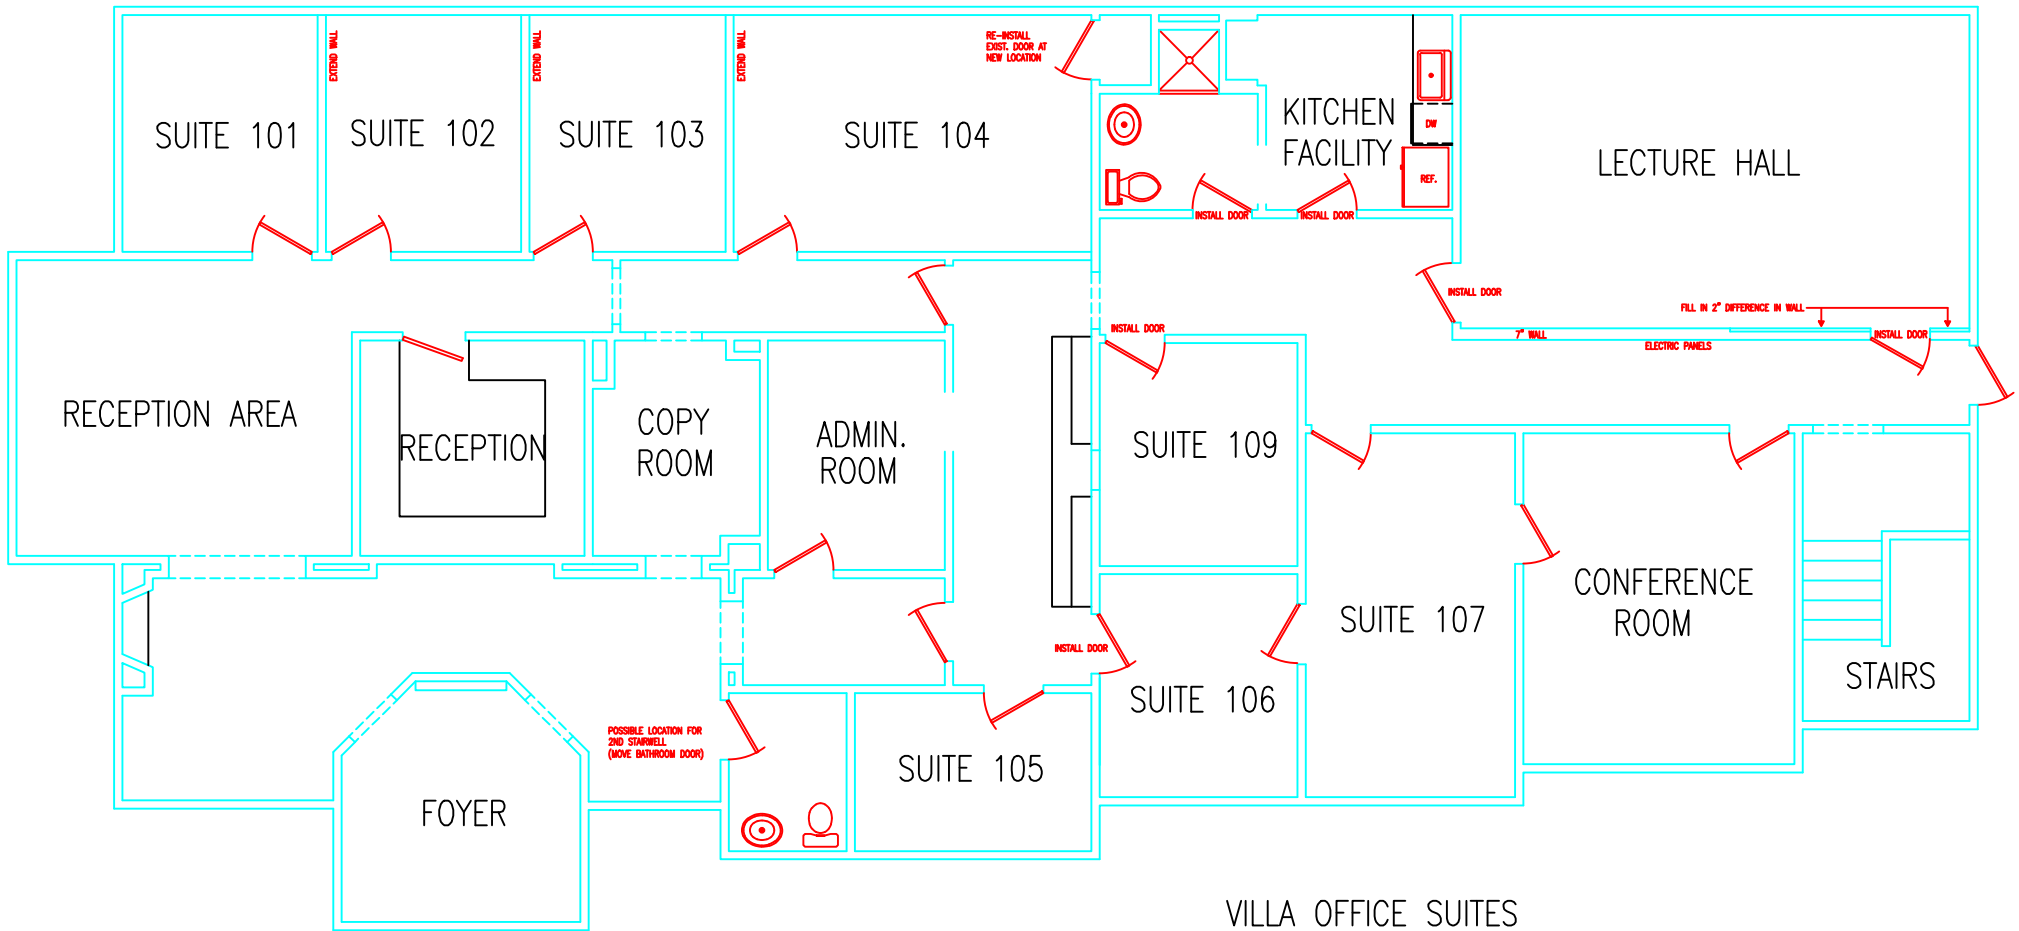 EXTEND WALL
EXTEND WALL
EXTEND WALL
RE-INSTALL
EXIST. DOOR AT
NEW LOCATION
SUITE 101
SUITE 102
SUITE 103
SUITE 104
KITCHEN
FACILITY
DW
REF.
LECTURE HALL
INSTALL DOOR
INSTALL DOOR
INSTALL DOOR
FILL IN 2" DIFFERENCE IN WALL
INSTALL DOOR
7" WALL
INSTALL DOOR
ELECTRIC PANELS
RECEPTION AREA
RECEPTION
COPY
ROOM
ADMIN.
ROOM
SUITE 109
SUITE 107
CONFERENCE
ROOM
INSTALL DOOR
SUITE 106
STAIRS
POSSIBLE LOCATION FOR
2ND STAIRWELL
(MOVE BATHROOM DOOR)
SUITE 105
FOYER
VILLA OFFICE SUITES